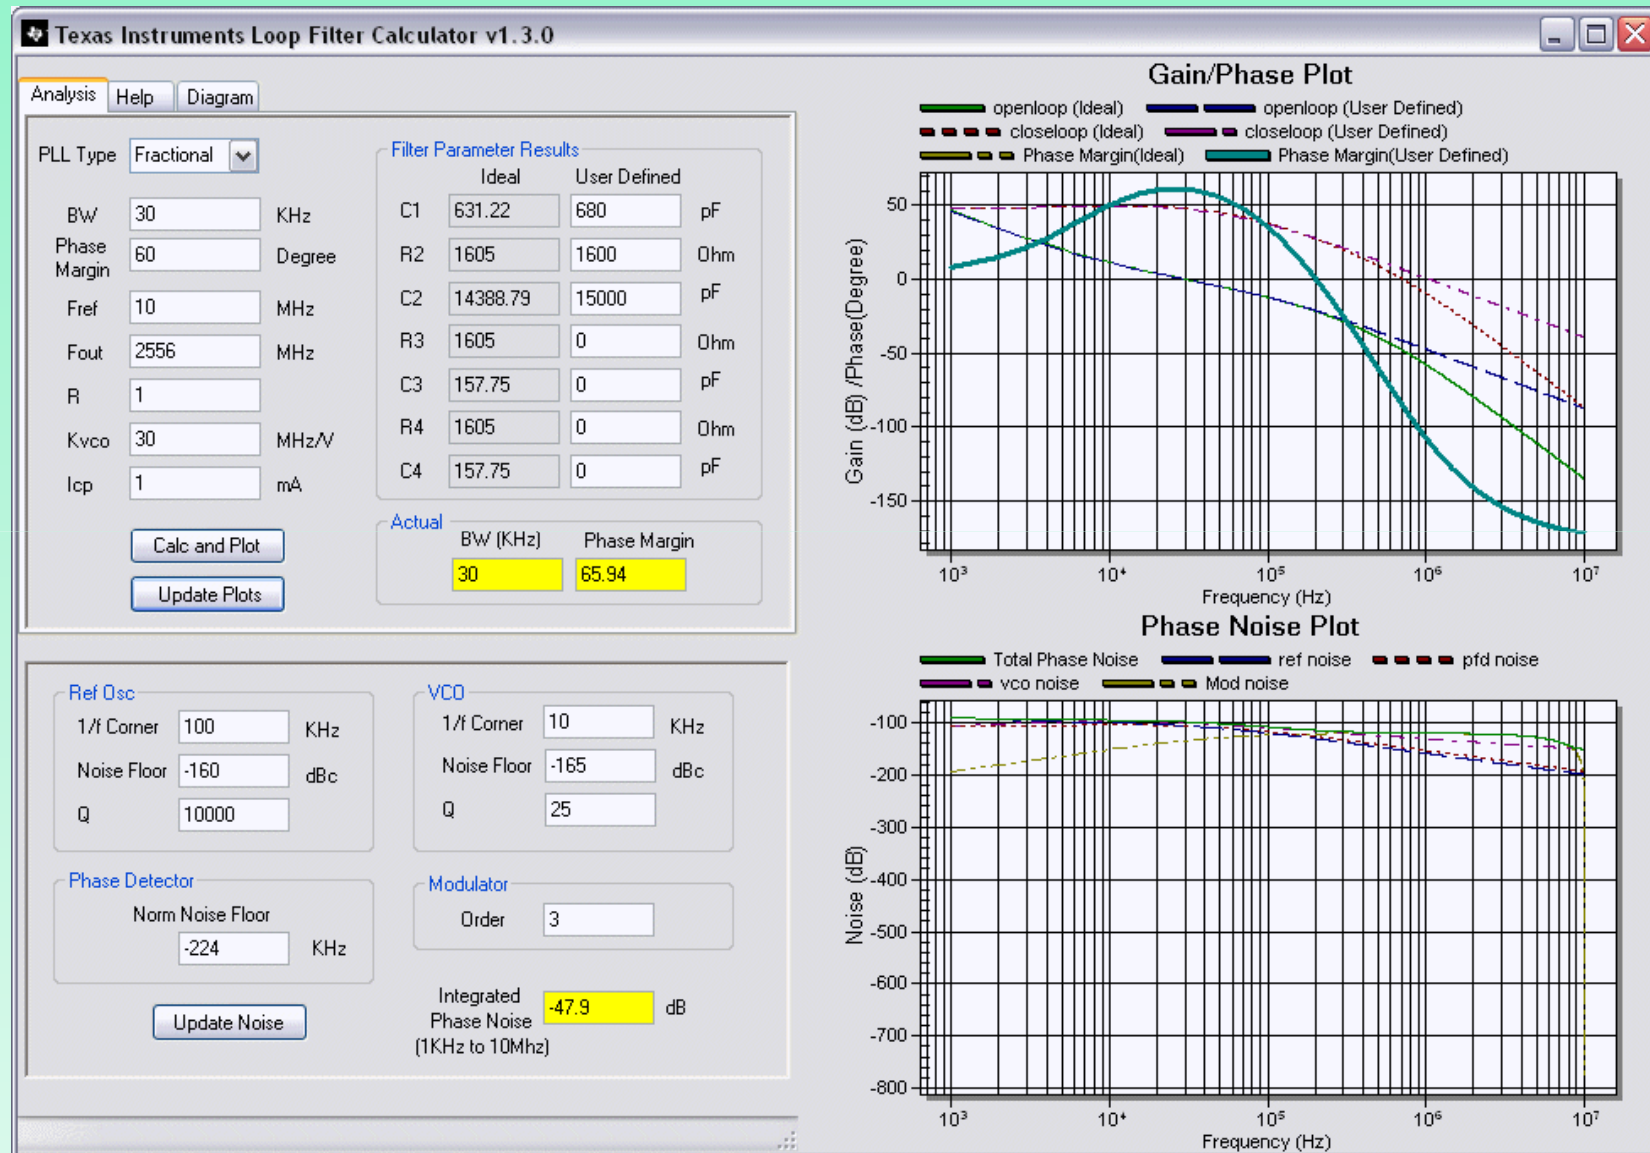 Texas Instruments Loop Filter Calculator v1.3.0
Analysis Help Diagram
PLL Type Fractional
BW 30 KHz
Phase Margin 60 Degree
Fref 10 MHz
Fout 2556 MHz
R 1
Kvco 30 MHz/V
Icp 1 mA
Calc and Plot
Update Plots
Filter Parameter Results
Ideal User Defined
C1 631.22 680 pF
R2 1605 1600 Ohm
C2 14388.79 15000 pF
R3 1605 0 Ohm
C3 157.75 0 pF
R4 1605 0 Ohm
C4 157.75 0 pF
Actual
BW (KHz) Phase Margin
30 65.94
Ref Osc
1/f Corner 100 KHz
Noise Floor -160 dBc
Q 10000
VCO
1/f Corner 10 KHz
Noise Floor -165 dBc
Q 25
Phase Detector
Norm Noise Floor
-224 KHz
Modulator
Order 3
Update Noise
Integrated
Phase Noise -47.9 dB
(1KHz to 10Mhz)
Gain/Phase Plot
openloop (Ideal) openloop (User Defined)
closeloop (Ideal) closeloop (User Defined)
Phase Margin(Ideal) Phase Margin(User Defined)
Gain (dB) /Phase(Degree)
50
0
-50
-100
-150
10³ 10⁴ 10⁵ 10⁶ 10⁷
Frequency (Hz)
Phase Noise Plot
Total Phase Noise ref noise pfd noise
vco noise Mod noise
Noise (dB)
-100
-200
-300
-400
-500
-600
-700
-800
10³ 10⁴ 10⁵ 10⁶ 10⁷
Frequency (Hz)